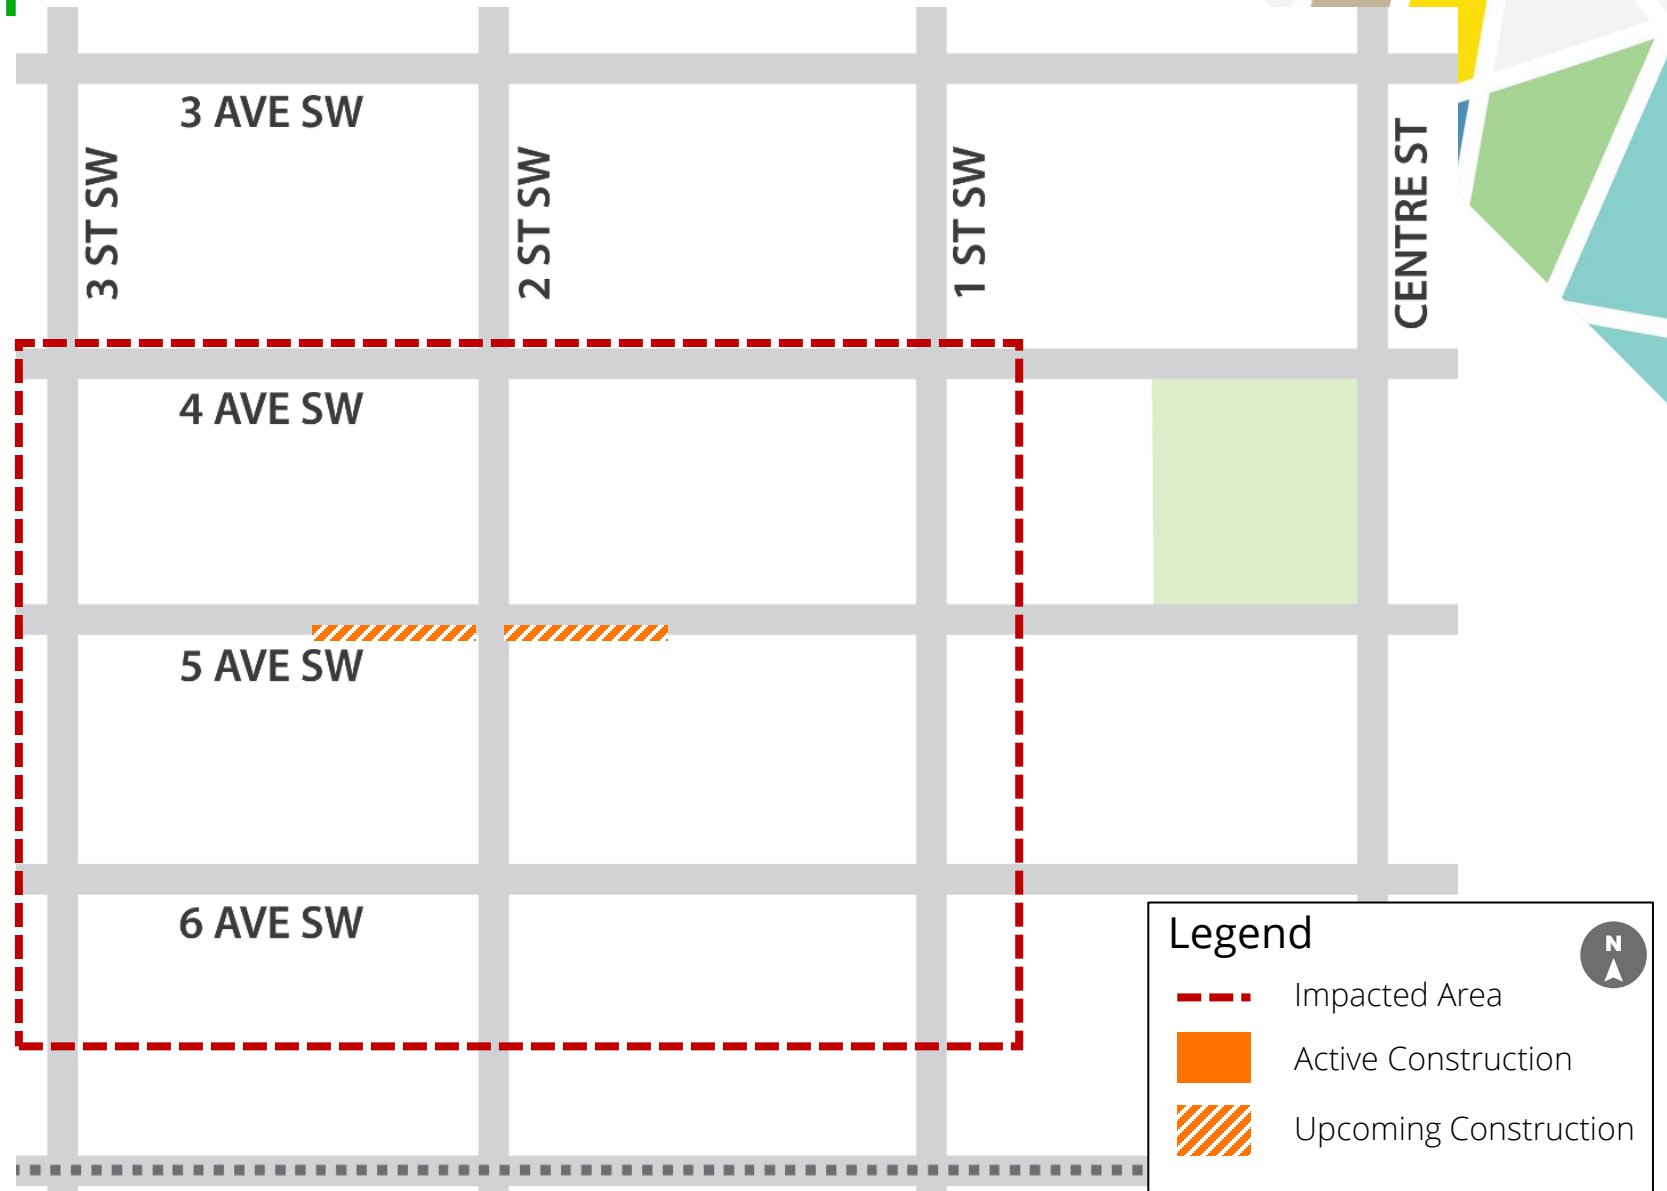 3 AVE SW
3 ST SW
2 ST SW
1 ST SW
CENTRE ST
4 AVE SW
5 AVE SW
6 AVE SW
Legend
N
Impacted Area
Active Construction
Upcoming Construction